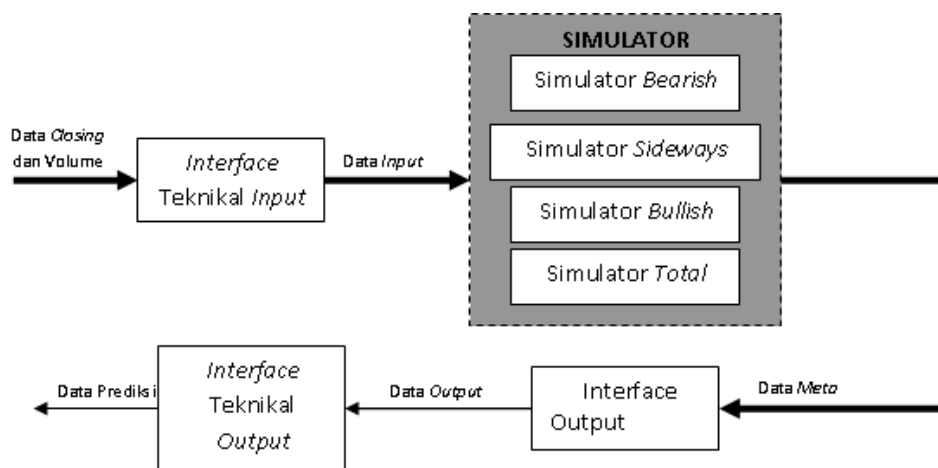 SIMULATOR
Simulator Bearish
Simulator Sideways
Simulator Bullish
Simulator Total
Data Closing
dan Volume
Interface
Teknikal Input
Data Input
Data Prediksi
Interface
Teknikal
Output
Data Output
Interface
Output
Data Meta